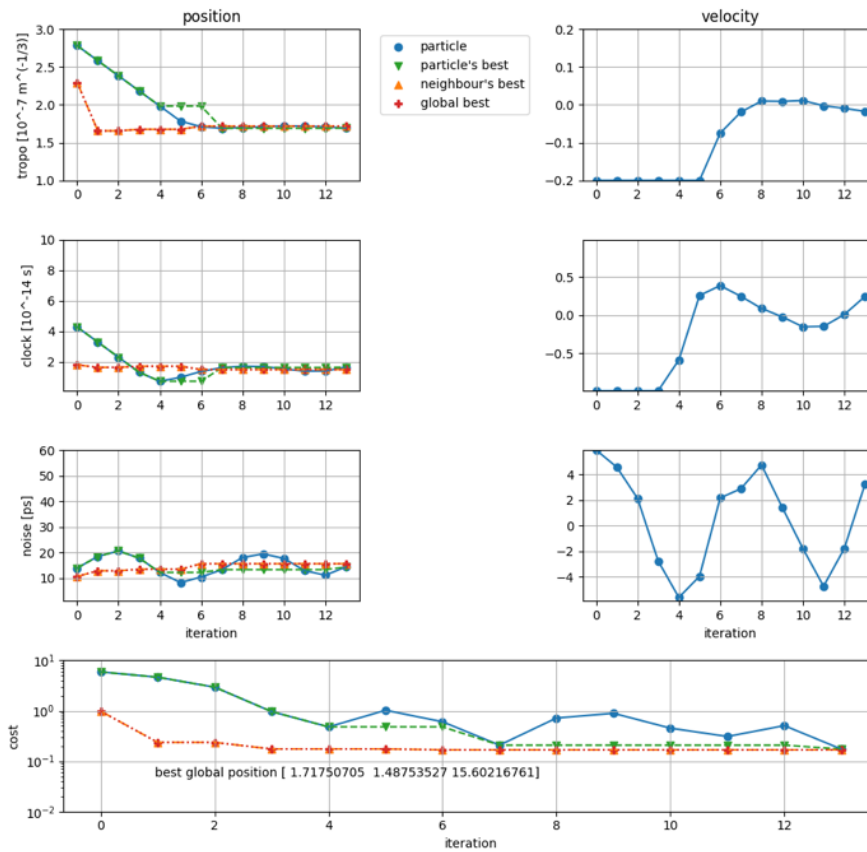 position
velocity
particle
particle's best
neighbour's best
global best
tropo [10^-7 m^(-1/3)]
3.0
2.5
2.0
1.5
1.0
0 2 4 6 8 10 12
0.2
0.1
0.0
−0.1
−0.2
0 2 4 6 8 10 12
clock [10^-14 s]
10
8
6
4
2
0 2 4 6 8 10 12
0.5
0.0
−0.5
0 2 4 6 8 10 12
noise [ps]
60
50
40
30
20
10
0 2 4 6 8 10 12
iteration
4
2
0
−2
−4
0 2 4 6 8 10 12
iteration
cost
10^1
10^0
10^-1
10^-2
best global position [ 1.71750705 1.48753527 15.60216761]
0 2 4 6 8 10 12
iteration